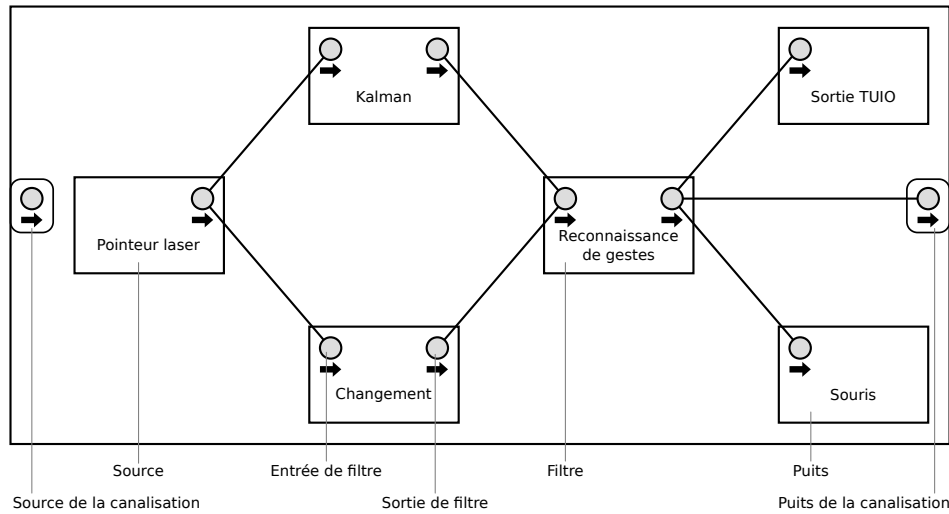 Kalman
Sortie TUIO
Pointeur laser
Reconnaissance
de gestes
Changement
Souris
Source
Entrée de filtre
Filtre
Puits
Source de la canalisation
Sortie de filtre
Puits de la canalisation